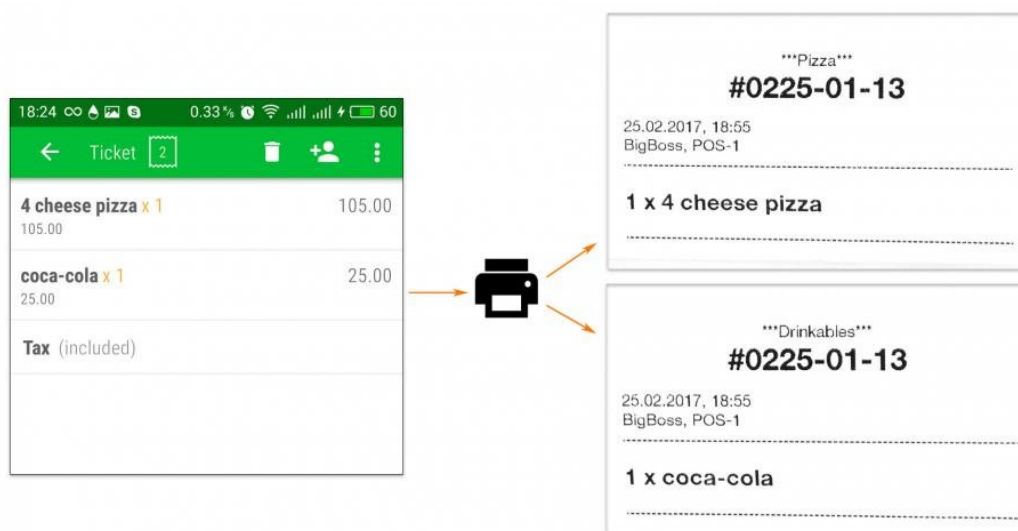 18:24 0.33 K/s 60
Ticket 2
4 cheese pizza x 1 105.00
105.00
coca-cola x 1 25.00
25.00
Tax (included)
***Pizza***
#0225-01-13
25.02.2017, 18:55
BigBoss, POS-1
1 x 4 cheese pizza
***Drinkables***
#0225-01-13
25.02.2017, 18:55
BigBoss, POS-1
1 x coca-cola